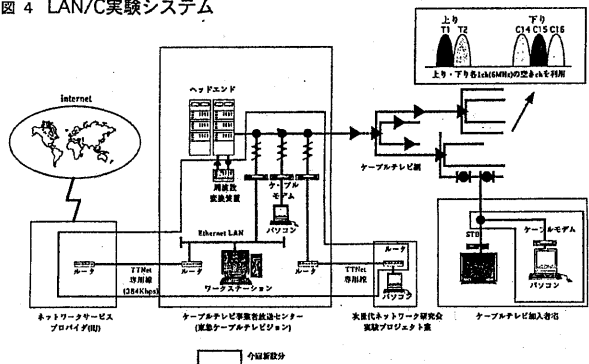 図 4 LAN/C実験システム
上り 下り
T1 T2 C14 C15 C16
上り・下り各1ch(6MHz)の空きchを利用
Internet
ヘッドエンド
周波数
変換装置
ケーブル
モデム
パソコン
ケーブルテレビ網
Ethernet LAN
ルータ
TTNet
専用線
(384Kbps)
ルータ
ワークステーション
ルータ
TTNet
専用線
ルータ
パソコン
STB
ケーブルモデム
パソコン
ネットワークサービス
プロバイダ(IIJ)
ケーブルテレビ事業者放送センター
(東急ケーブルテレビジョン)
次世代ネットワーク研究会
実験プロジェクト室
ケーブルテレビ加入者宅
今回新設分